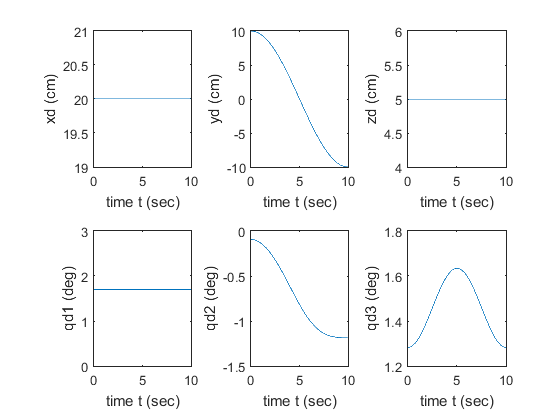 xd (cm)
21
20.5
20
19.5
19
0 5 10
time t (sec)
yd (cm)
10
5
0
-5
-10
0 5 10
time t (sec)
zd (cm)
6
5.5
5
4.5
4
0 5 10
time t (sec)
qd1 (deg)
3
2
1
0
0 5 10
time t (sec)
qd2 (deg)
0
-0.5
-1
-1.5
0 5 10
time t (sec)
qd3 (deg)
1.8
1.6
1.4
1.2
0 5 10
time t (sec)